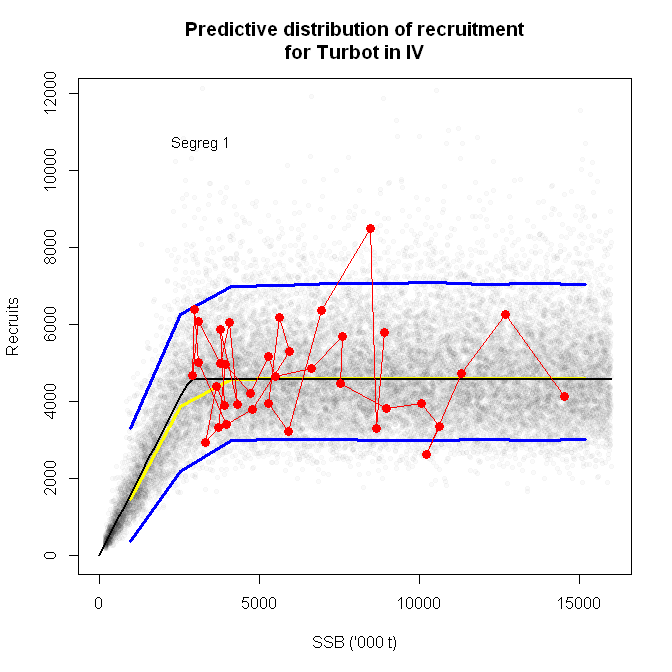 Predictive distribution of recruitment
for Turbot in IV
Segreg 1
Recruits
12000
10000
8000
6000
4000
2000
0
0 5000 10000 15000
SSB ('000 t)